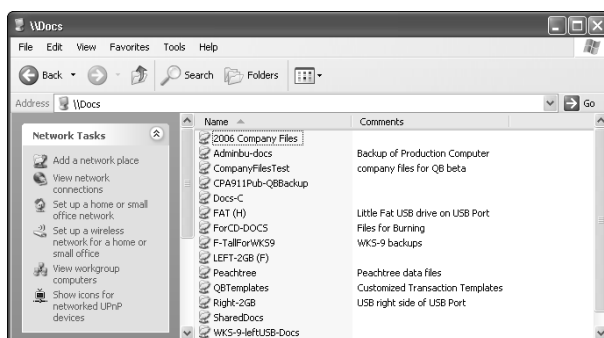 \\Docs
File Edit View Favorites Tools Help
Back Search Folders
Address \\Docs Go
Network Tasks
Add a network place
View network
connections
Set up a home or small
office network
Set up a wireless
network for a home or
small office
View workgroup
computers
Show icons for
networked UPnP
devices
Name Comments
2006 Company Files
Adminbu-docs Backup of Production Computer
CompanyFilesTest company files for QB beta
CPA911Pub-QBBackup
Docs-C
FAT (H) Little Fat USB drive on USB Port
ForCD-DOCS Files for Burning
F-TallForWKS9 WKS-9 backups
LEFT-2GB (F)
Peachtree Peachtree data files
QBTemplates Customized Transaction Templates
Right-2GB USB right side of USB Port
SharedDocs
WKS-9-leftUSB-Docs